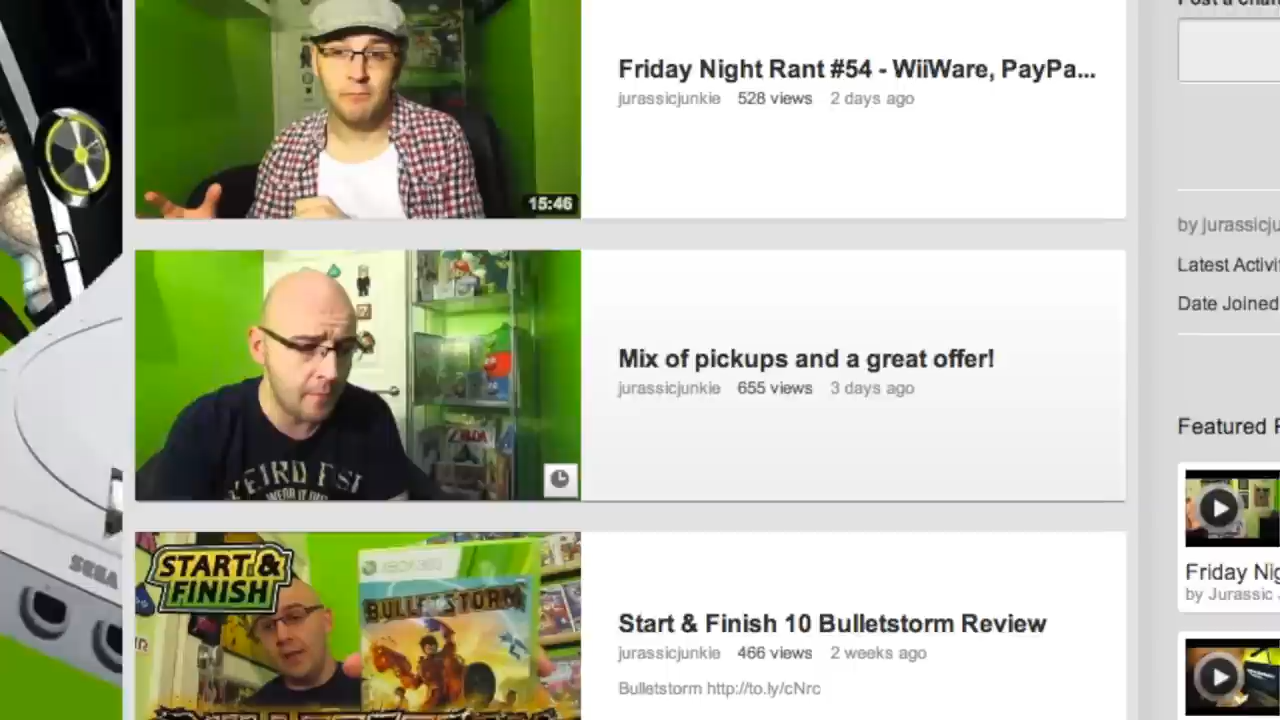 Friday Night Rant #54 - WiiWare, PayPa...
jurassicjunkie 528 views 2 days ago
15:46
Mix of pickups and a great offer!
jurassicjunkie 655 views 3 days ago
START &
FINISH
XBOX 360
BULLETSTORM
Start & Finish 10 Bulletstorm Review
jurassicjunkie 466 views 2 weeks ago
Bulletstorm http://to.ly/cNrc
SEGA
by jurassicju
Latest Activi
Date Joined
Featured
Friday Nig
by Jurassic